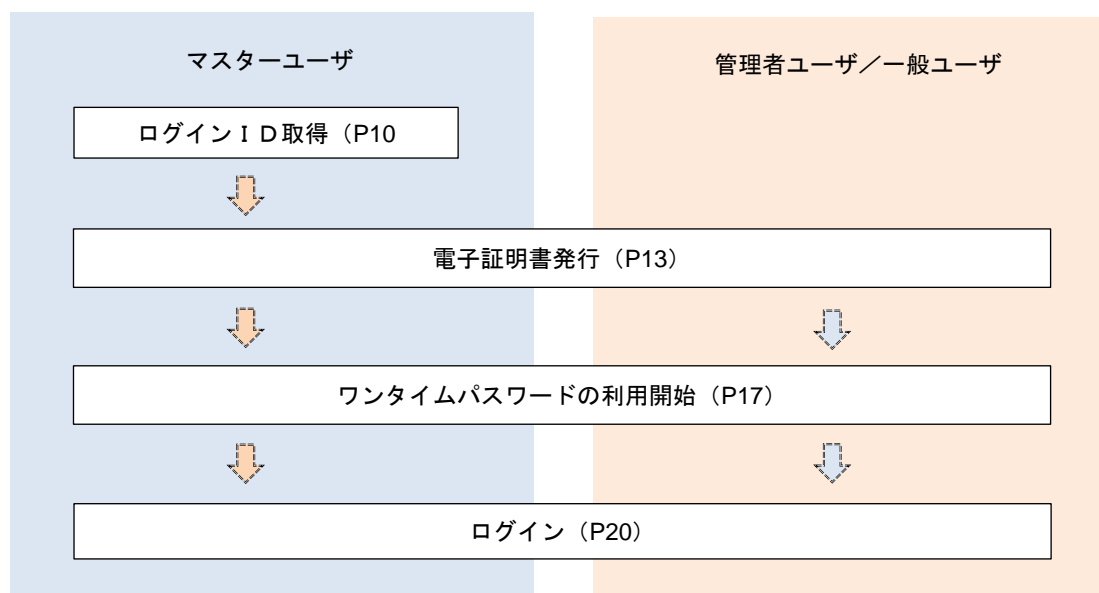 マスターユーザ
管理者ユーザ／一般ユーザ
ログインＩＤ取得（P10
電子証明書発行（P13）
ワンタイムパスワードの利用開始（P17）
ログイン（P20）